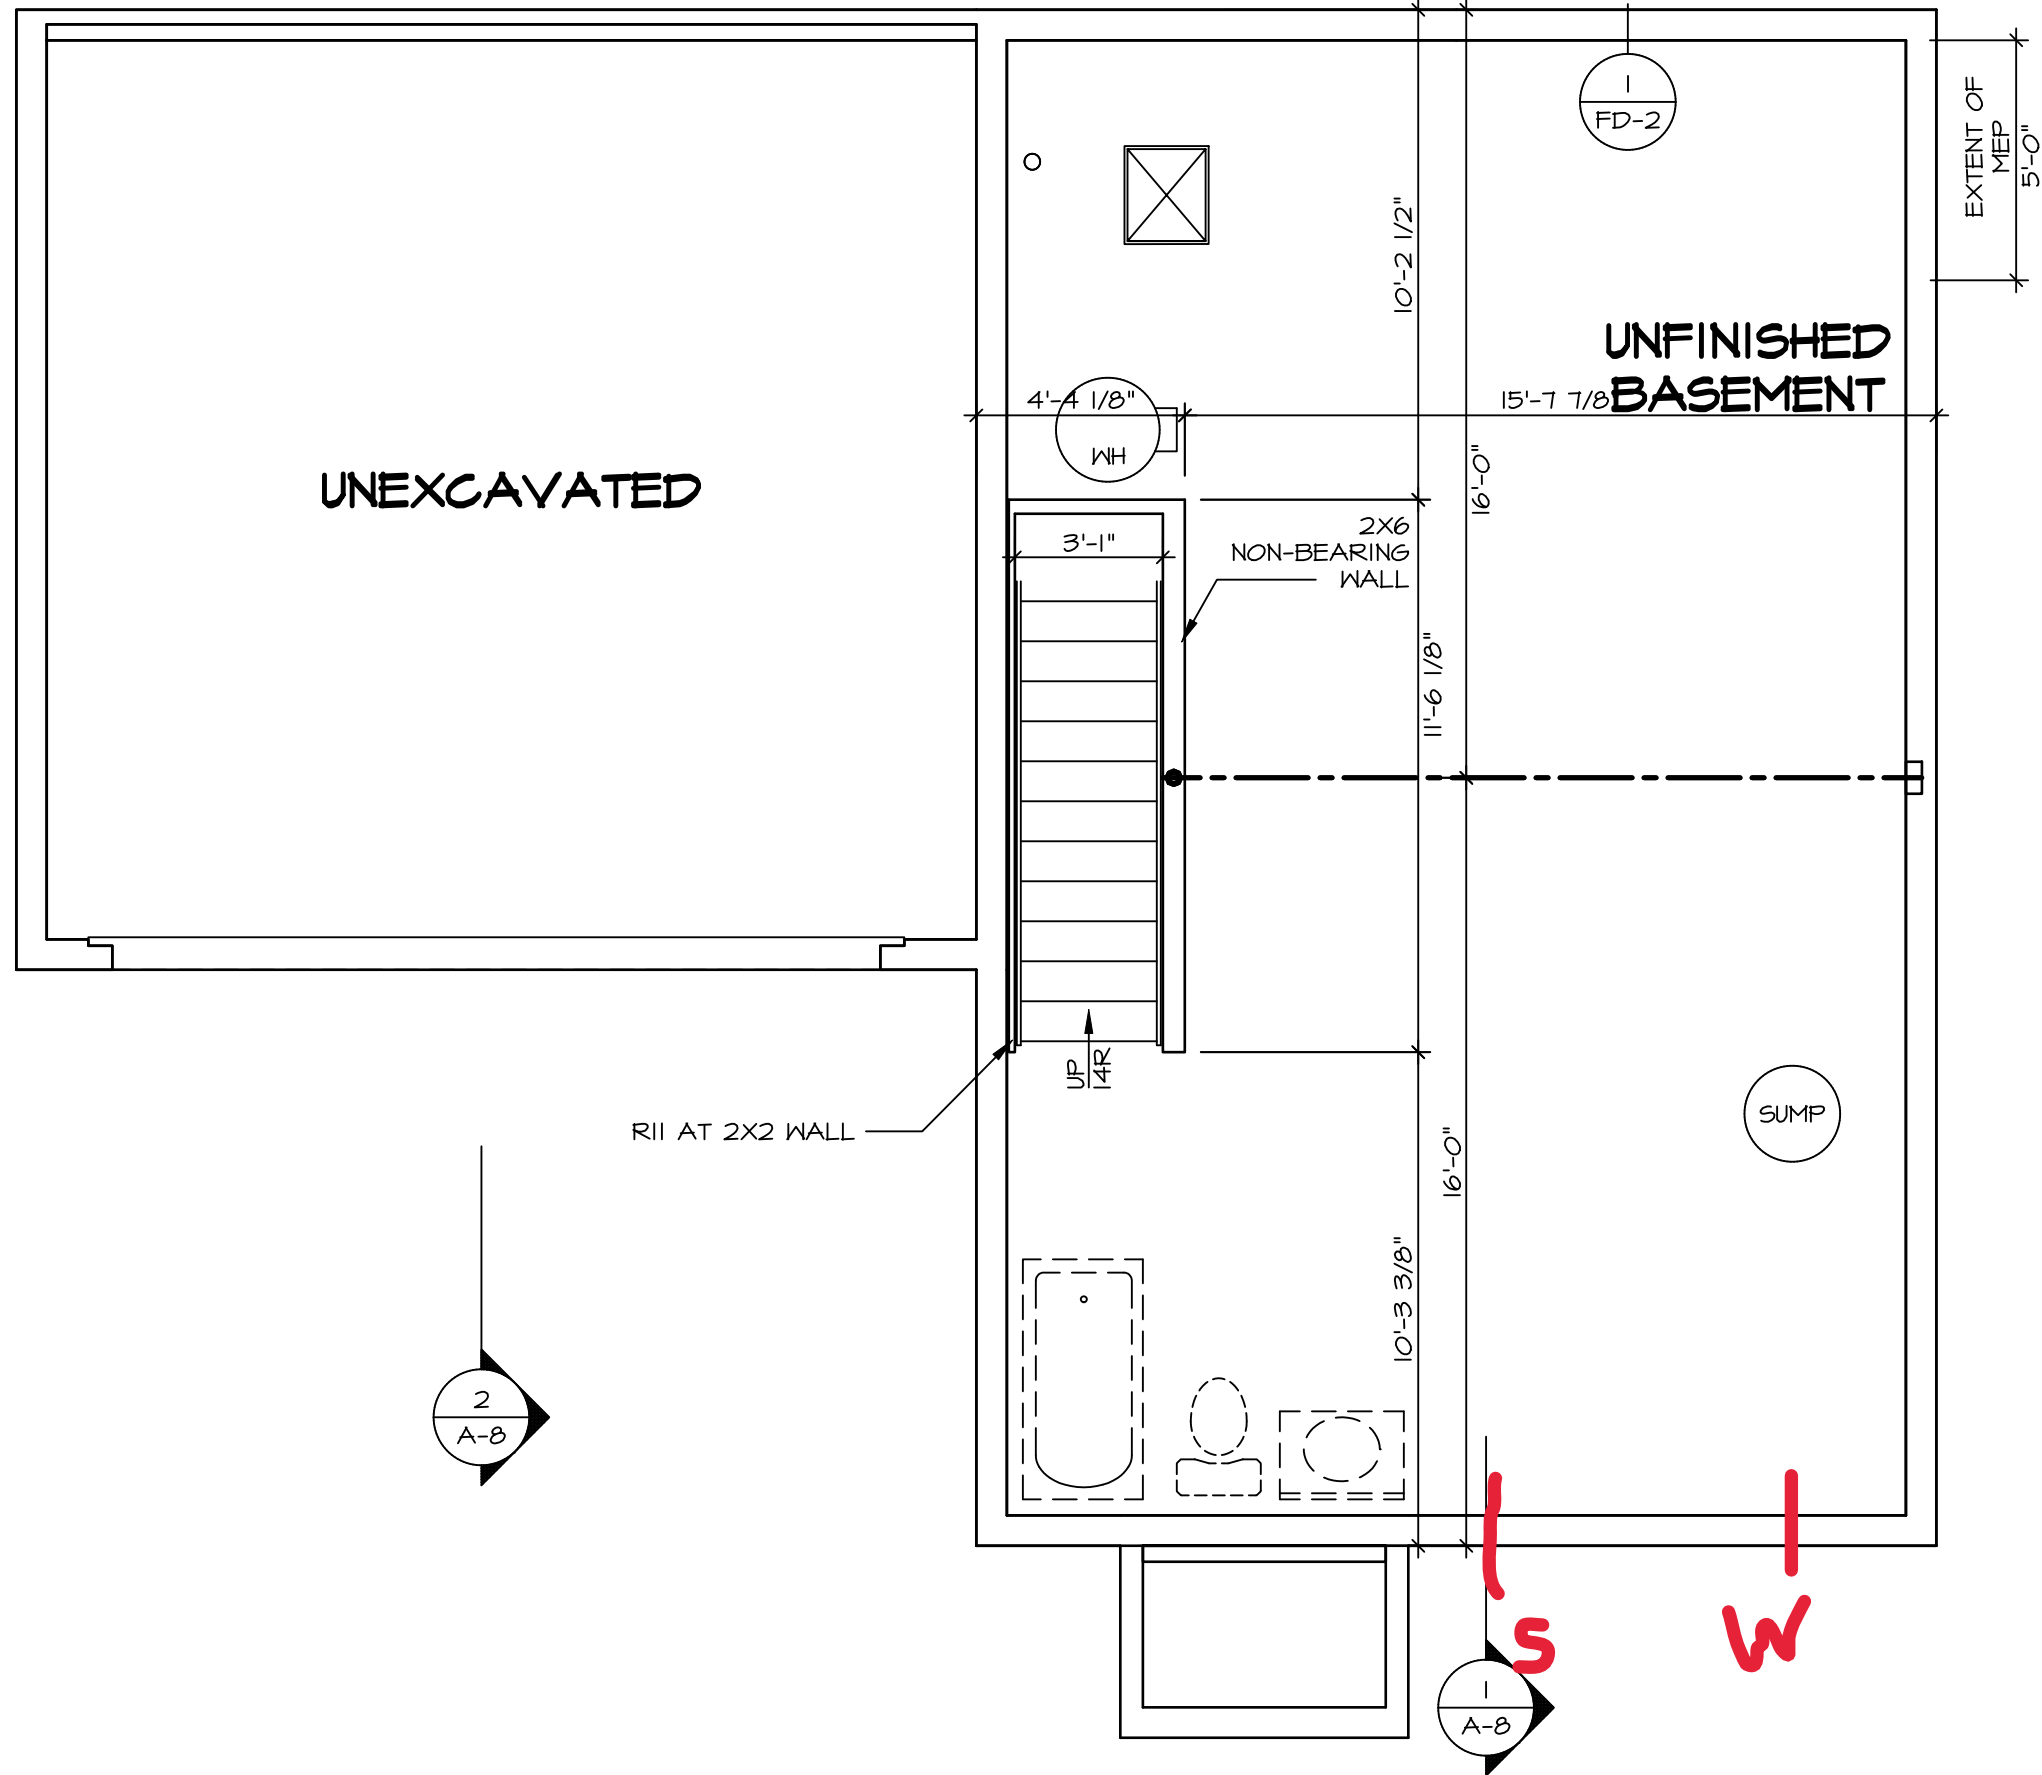 1
FD-2
EXTENT OF
MEP
5'-0"
10'-2 1/2"
UNFINISHED
BASEMENT
4'-4 1/8"
15'-7 7/8
WH
16'-0"
UNEXCAVATED
2X6
NON-BEARING
WALL
3'-1"
11'-6 1/8"
UP
14R
SUMP
R11 AT 2X2 WALL
16'-0"
10'-3 3/8"
2
A-8
S
W
1
A-8